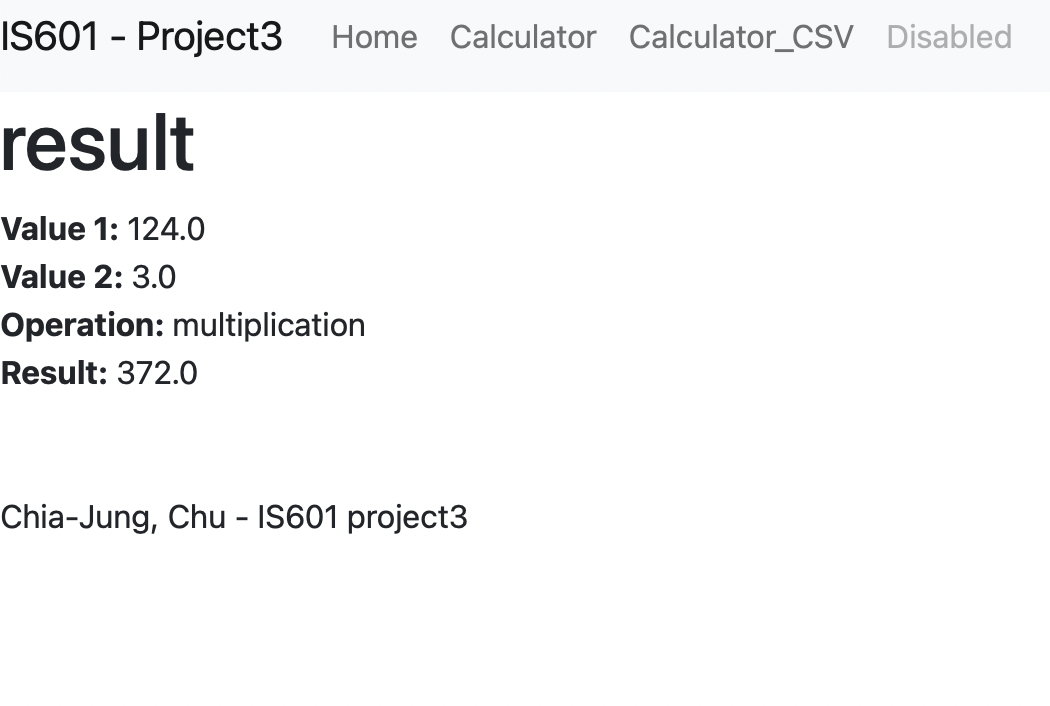 IS601 - Project3 Home Calculator Calculator_CSV Disabled
result
Value 1: 124.0
Value 2: 3.0
Operation: multiplication
Result: 372.0
Chia-Jung, Chu - IS601 project3